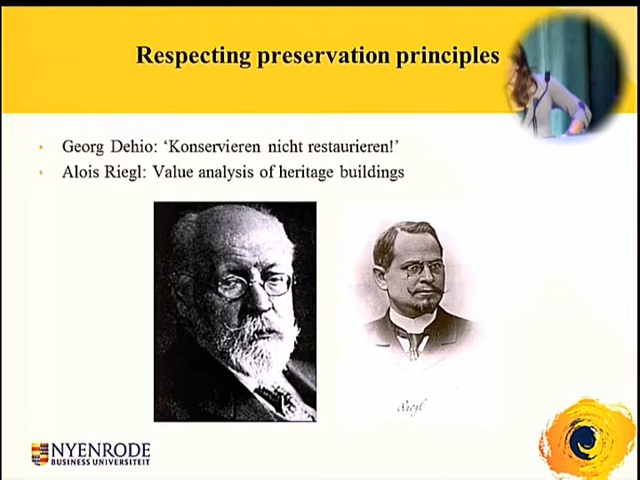 Respecting preservation principles
Georg Dehio: ‘Konservieren nicht restaurieren!’
Alois Riegl: Value analysis of heritage buildings
Riegl
NYENRODE
BUSINESS UNIVERSITEIT